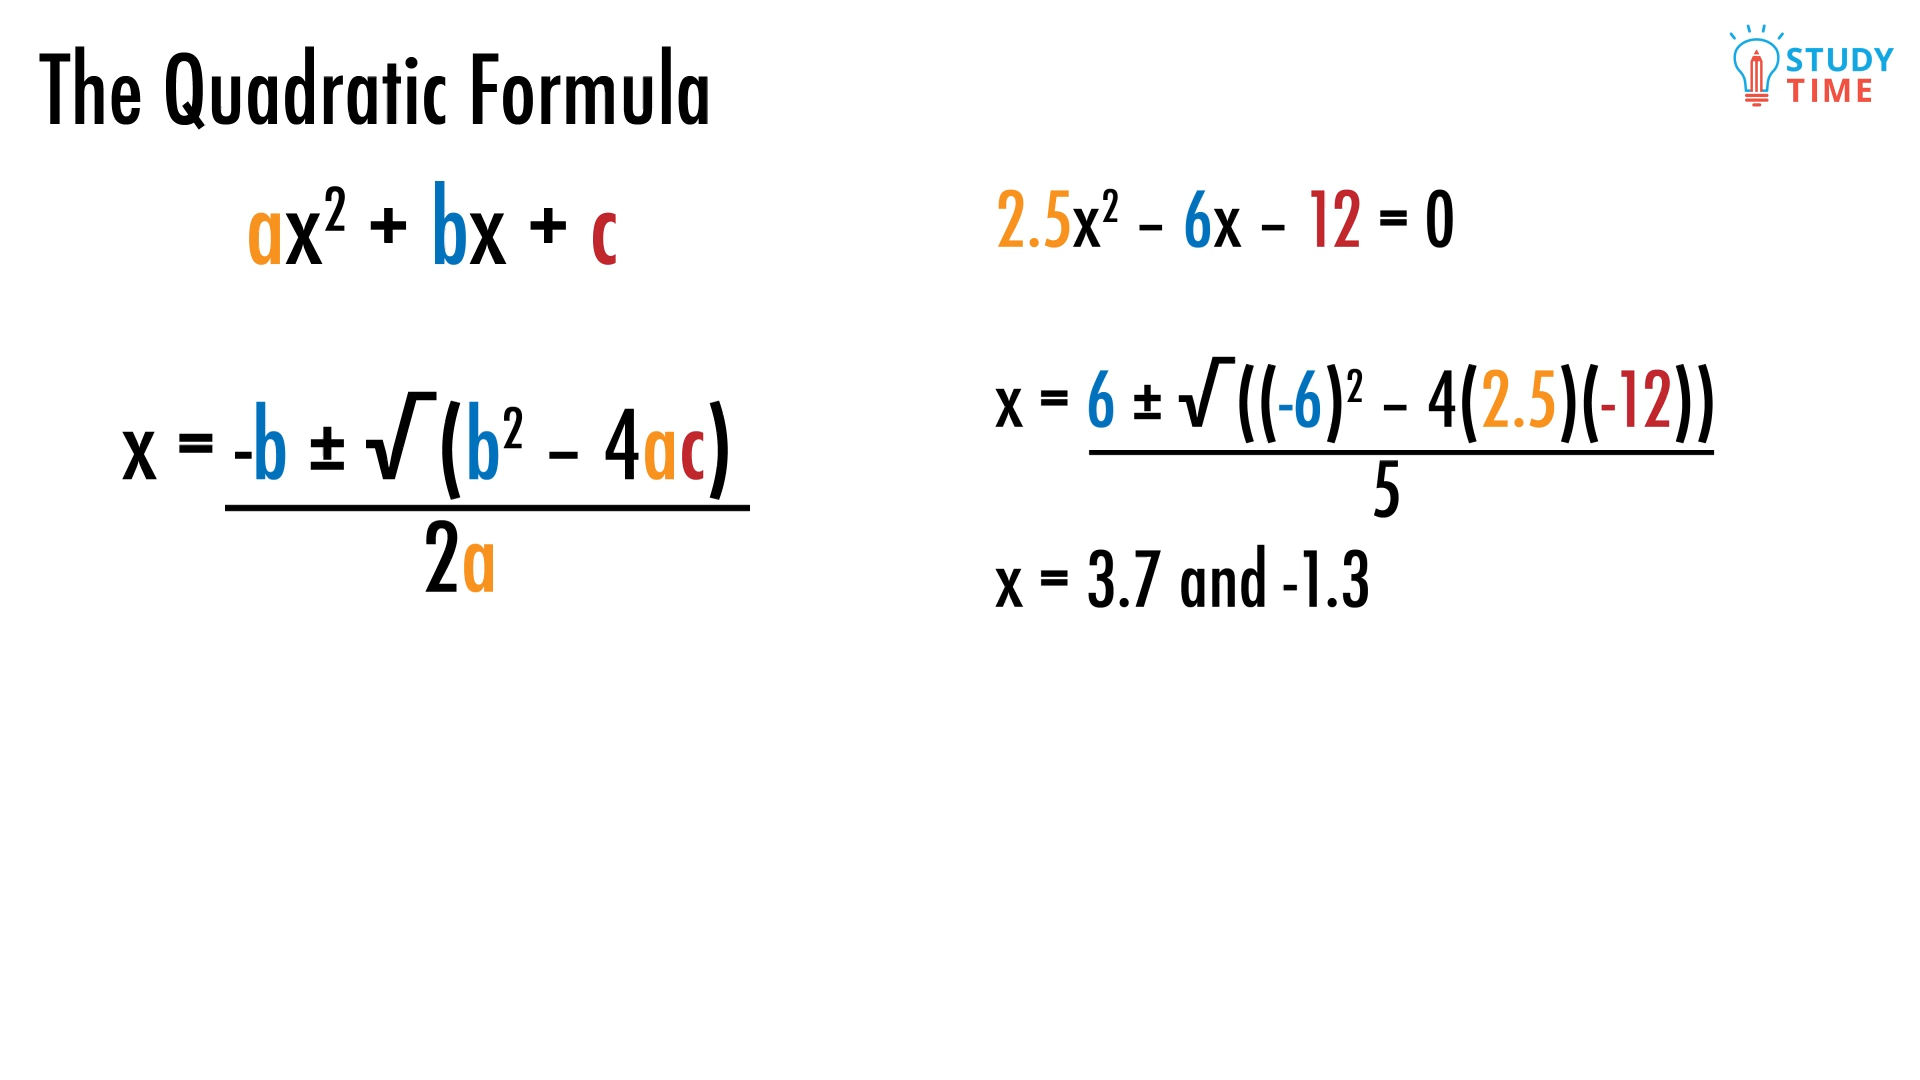 The Quadratic Formula
STUDY
TIME
ax² + bx + c
x = -b ± √(b² – 4ac)
2a
2.5x² – 6x – 12 = 0
x = 6 ± √((-6)² – 4(2.5)(-12))
5
x = 3.7 and -1.3